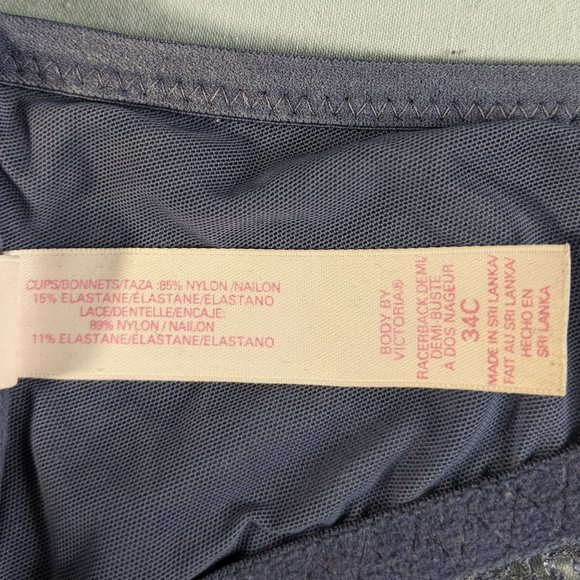 CUPS/BONNETS/TAZA :85% NYLON /NAILON
15% ELASTANE/ÉLASTANE/ELASTANO
LACE/DENTELLE/ENCAJE:
89% NYLON / NAILON
11% ELASTANE/ÉLASTANE/ELASTANO
BODY BY
VICTORIA®
RACERBACK DEMI/
DEMI BUSTE
A DOS NAGEUR
34C
MADE IN SRI LANKA/
FAIT AU SRI LANKA/
HECHO EN
SRI LANKA